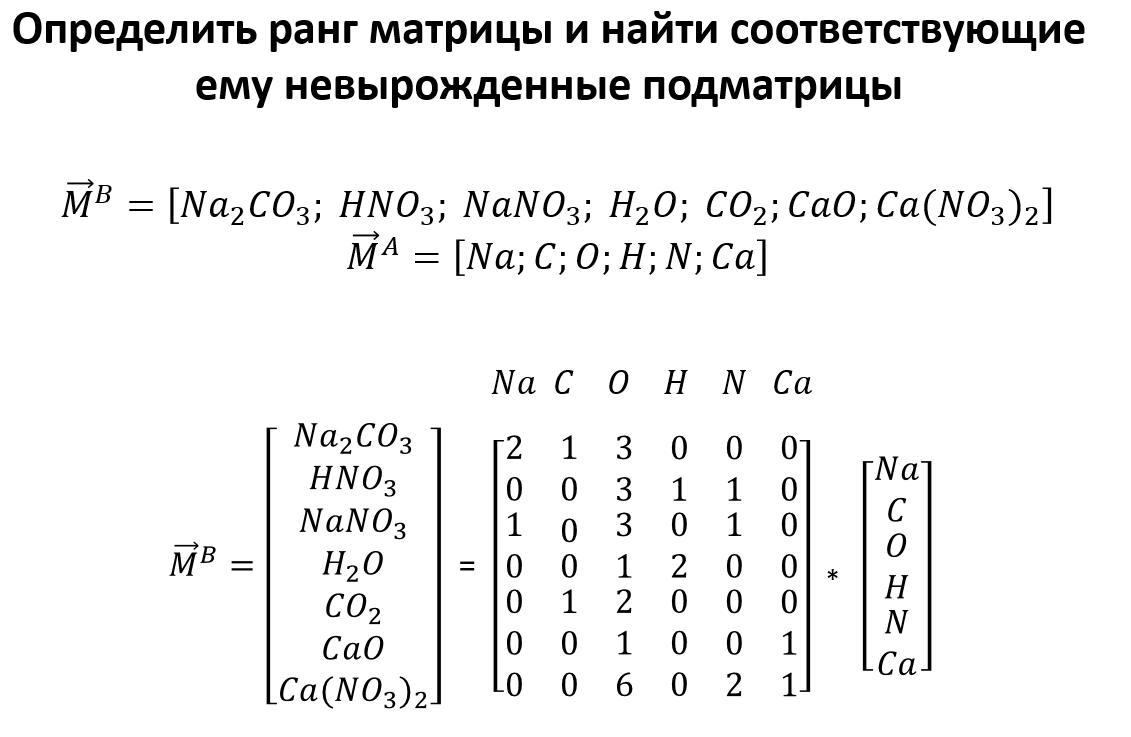 Определить ранг матрицы и найти соответствующие
ему невырожденные подматрицы
M⃗ᴮ = [Na₂CO₃; HNO₃; NaNO₃; H₂O; CO₂; CaO; Ca(NO₃)₂]
M⃗ᴬ = [Na; C; O; H; N; Ca]
Na C O H N Ca
Na₂CO₃ 2 1 3 0 0 0
HNO₃ 0 0 3 1 1 0 Na
NaNO₃ 1 0 3 0 1 0 C
M⃗ᴮ = H₂O = 0 0 1 2 0 0 * O
CO₂ 0 1 2 0 0 0 H
CaO 0 0 1 0 0 1 N
Ca(NO₃)₂ 0 0 6 0 2 1 Ca